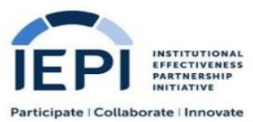 IEPI
INSTITUTIONAL
EFFECTIVENESS
PARTNERSHIP
INITIATIVE
Participate | Collaborate | Innovate